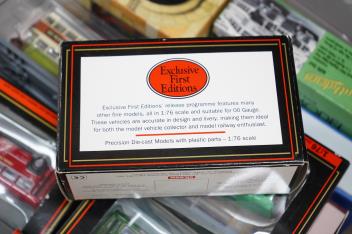 Exclusive
First
Editions
Exclusive First Editions' release programme features many
other fine models, all in 1:76 scale and suitable for 00 Gauge.
These vehicles are accurate in design and livery, making them ideal
for both the model vehicle collector and model railway enthusiast.
Precision Die-cast Models with plastic parts – 1:76 scale